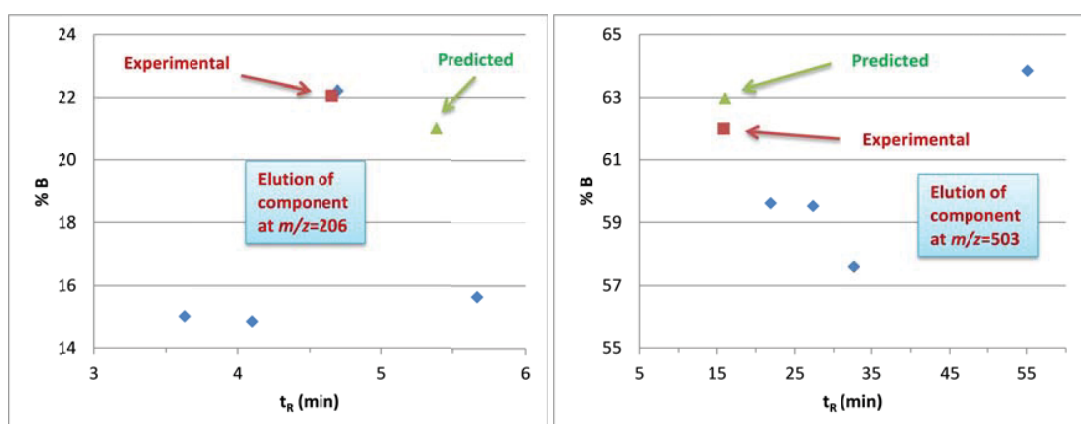 24
22
20
18
16
14
% B
3
4
5
6
tR (min)
Experimental
Predicted
Elution of
component
at m/z=206
65
63
61
59
57
55
% B
5
15
25
35
45
55
tR (min)
Predicted
Experimental
Elution of
component
at m/z=503